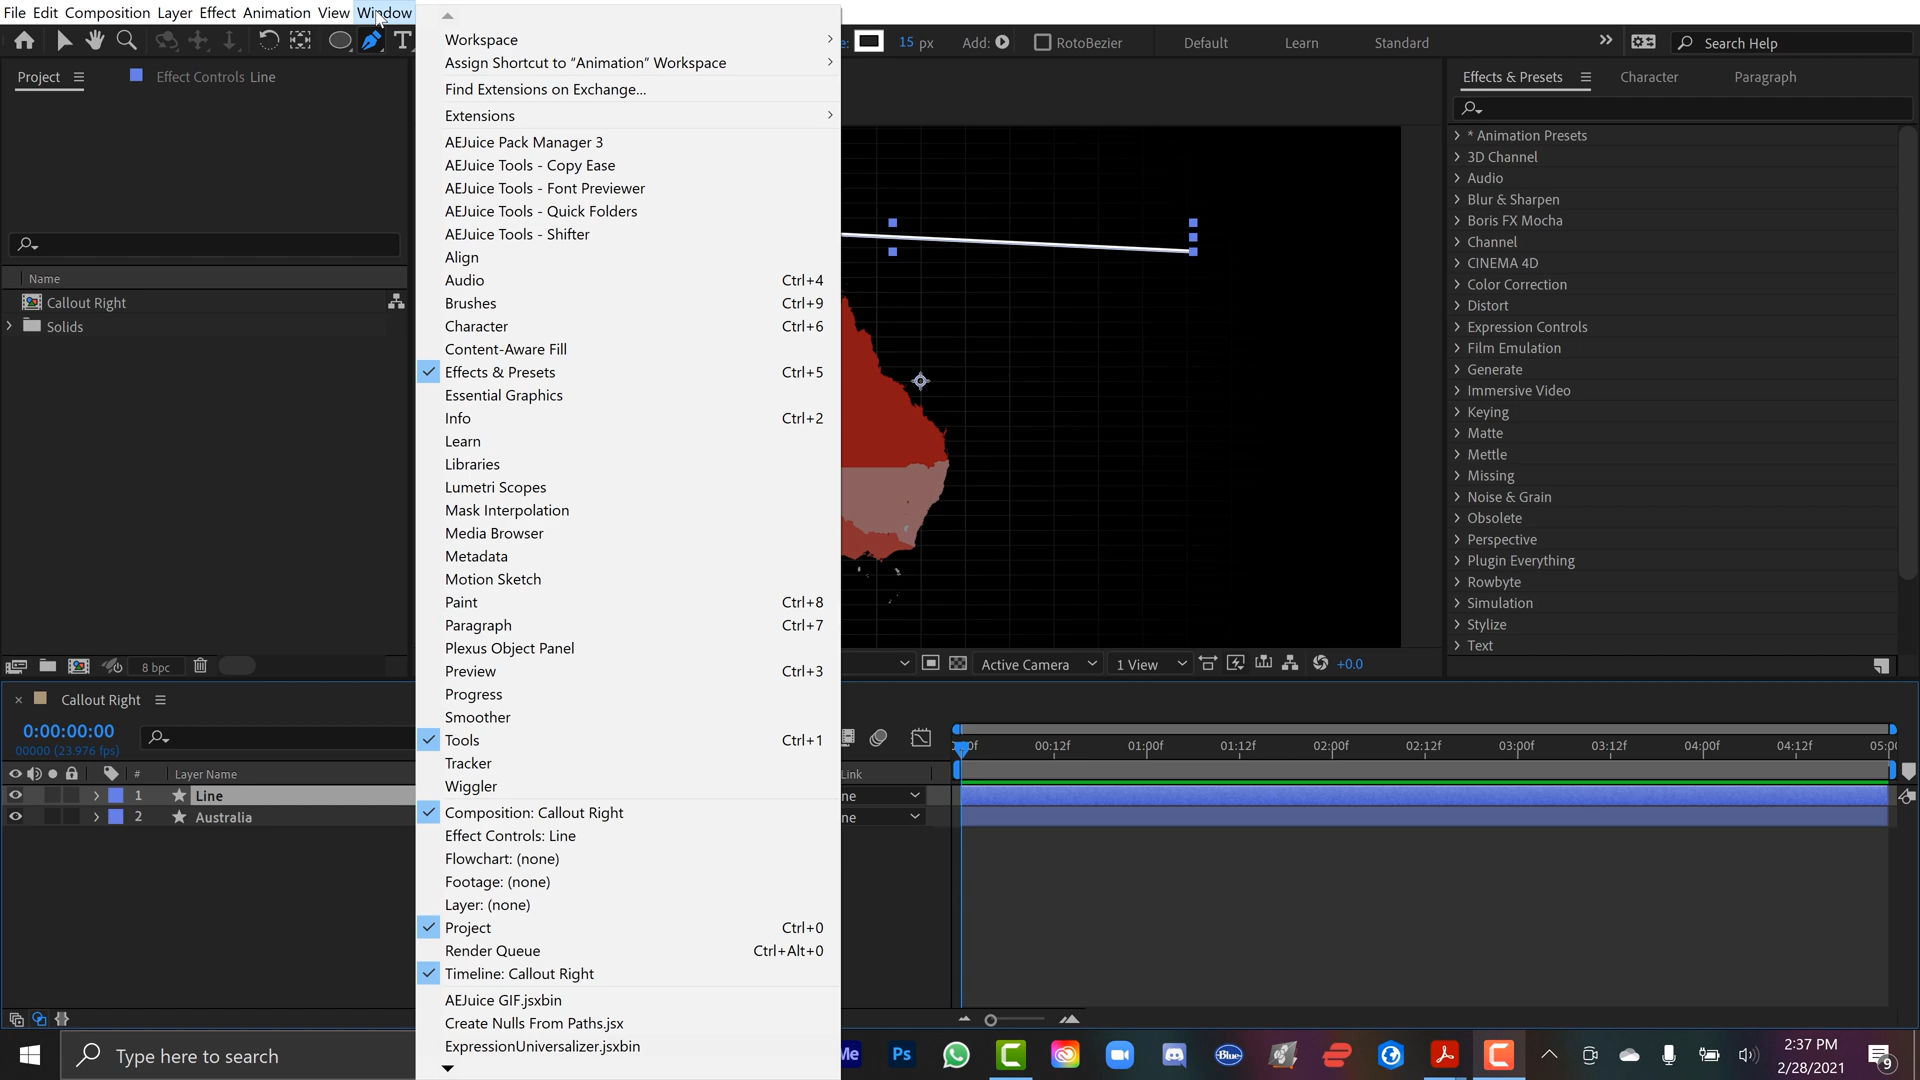 File Edit Composition Layer Effect Animation View Window
15 px Add: RotoBezier Default Learn Standard Search Help
Project Effect Controls Line
Name
Callout Right
Solids
8 bpc
Workspace
Assign Shortcut to “Animation” Workspace
Find Extensions on Exchange...
Extensions
AEJuice Pack Manager 3
AEJuice Tools - Copy Ease
AEJuice Tools - Font Previewer
AEJuice Tools - Quick Folders
AEJuice Tools - Shifter
Align
Audio Ctrl+4
Brushes Ctrl+9
Character Ctrl+6
Content-Aware Fill
Effects & Presets Ctrl+5
Essential Graphics
Info Ctrl+2
Learn
Libraries
Lumetri Scopes
Mask Interpolation
Media Browser
Metadata
Motion Sketch
Paint Ctrl+8
Paragraph Ctrl+7
Plexus Object Panel
Preview Ctrl+3
Progress
Smoother
Tools Ctrl+1
Tracker
Wiggler
Composition: Callout Right
Effect Controls: Line
Flowchart: (none)
Footage: (none)
Layer: (none)
Project Ctrl+0
Render Queue Ctrl+Alt+0
Timeline: Callout Right
AEJuice GIF.jsxbin
Create Nulls From Paths.jsx
ExpressionUniversalizer.jsxbin
Effects & Presets Character Paragraph
* Animation Presets
3D Channel
Audio
Blur & Sharpen
Boris FX Mocha
Channel
CINEMA 4D
Color Correction
Distort
Expression Controls
Film Emulation
Generate
Immersive Video
Keying
Matte
Mettle
Missing
Noise & Grain
Obsolete
Perspective
Plugin Everything
Rowbyte
Simulation
Stylize
Text
Active Camera 1 View +0.0
Callout Right
0:00:00:00
00000 (23.976 fps)
# Layer Name
1 Line
2 Australia
Link
ne
ne
00f 00:12f 01:00f 01:12f 02:00f 02:12f 03:00f 03:12f 04:00f 04:12f 05:00
Type here to search
Me Ps Blue
2:37 PM
2/28/2021
9